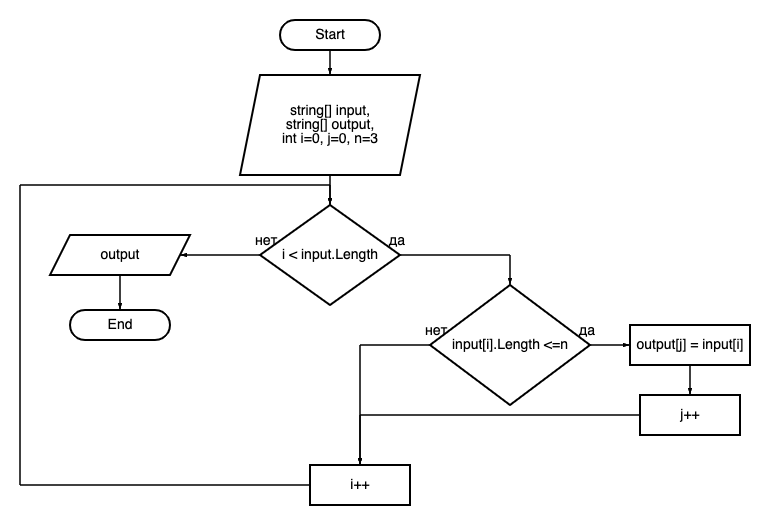 Start
string[] input,
string[] output,
int i=0, j=0, n=3
нет
i < input.Length
да
output
End
нет
input[i].Length <=n
да
output[j] = input[i]
j++
i++